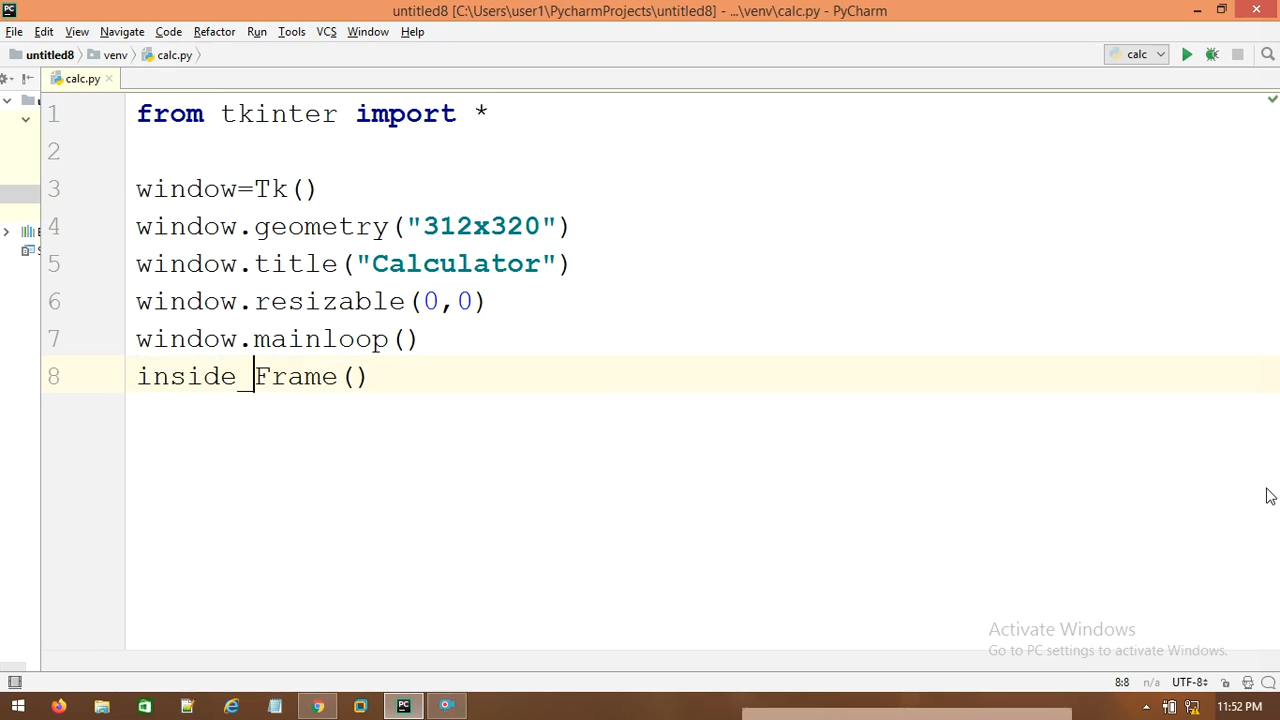 untitled8 [C:\Users\user1\PycharmProjects\untitled8] - ...\venv\calc.py - PyCharm
File Edit View Navigate Code Refactor Run Tools VCS Window Help
untitled8 venv calc.py calc
calc.py
1 from tkinter import *
2
3 window=Tk()
4 window.geometry("312x320")
5 window.title("Calculator")
6 window.resizable(0,0)
7 window.mainloop()
8 inside_Frame()
Activate Windows
Go to PC settings to activate Windows.
8:8 n/a UTF-8
11:52 PM